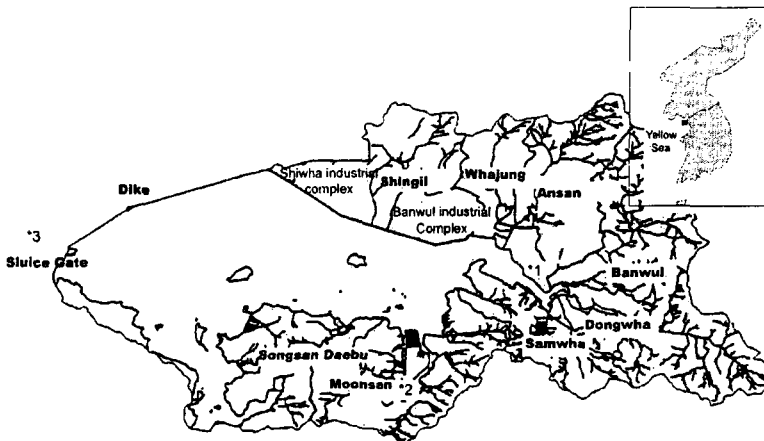 Yellow
Sea
Shiwha industrial
complex
Shingil
Whajung
Ansan
Dike
Banwul industrial
Complex
*3
Sluice Gate
*1
Banwul
Dongwha
Samwha
Songsan Daebu
Moonsan
*2